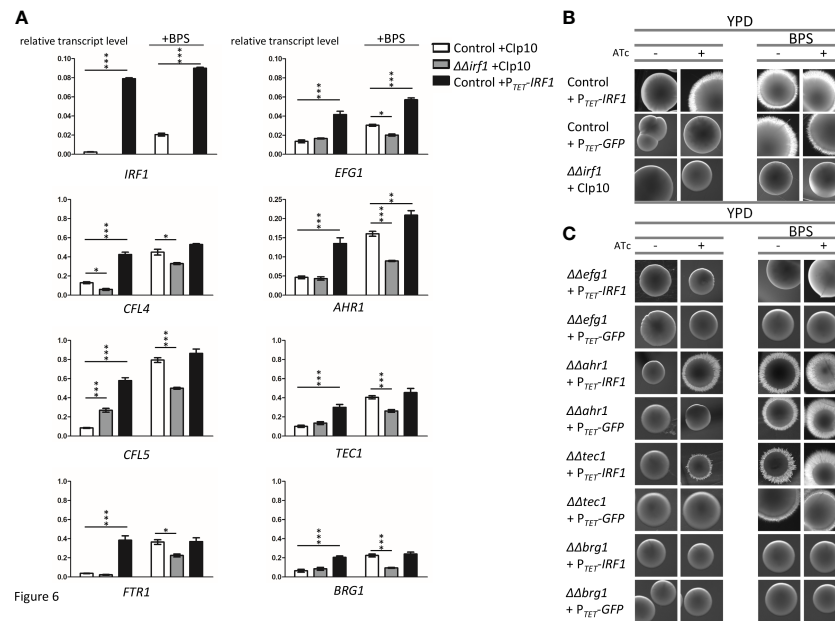 A
relative transcript level
+BPS
relative transcript level
+BPS
Control +CIp10
ΔΔirf1 +CIp10
Control +PTET-IRF1
0.10
0.08
0.06
0.04
0.02
0.00
***
***
IRF1
0.10
0.08
0.06
0.04
0.02
0.00
***
***
*
EFG1
1.0
0.8
0.6
0.4
0.2
0.0
***
*
*
CFL4
0.25
0.20
0.15
0.10
0.05
0.00
***
**
***
AHR1
1.0
0.8
0.6
0.4
0.2
0.0
***
***
***
CFL5
1.0
0.8
0.6
0.4
0.2
0.0
***
***
TEC1
1.0
0.8
0.6
0.4
0.2
0.0
***
*
FTR1
1.0
0.8
0.6
0.4
0.2
0.0
***
***
BRG1
Figure 6
B
YPD
BPS
ATc - + - +
Control
+ PTET-IRF1
Control
+ PTET-GFP
ΔΔirf1
+ CIp10
C
YPD
BPS
ATc - + - +
ΔΔefg1
+ PTET-IRF1
ΔΔefg1
+ PTET-GFP
ΔΔahr1
+ PTET-IRF1
ΔΔahr1
+ PTET-GFP
ΔΔtec1
+ PTET-IRF1
ΔΔtec1
+ PTET-GFP
ΔΔbrg1
+ PTET-IRF1
ΔΔbrg1
+ PTET-GFP